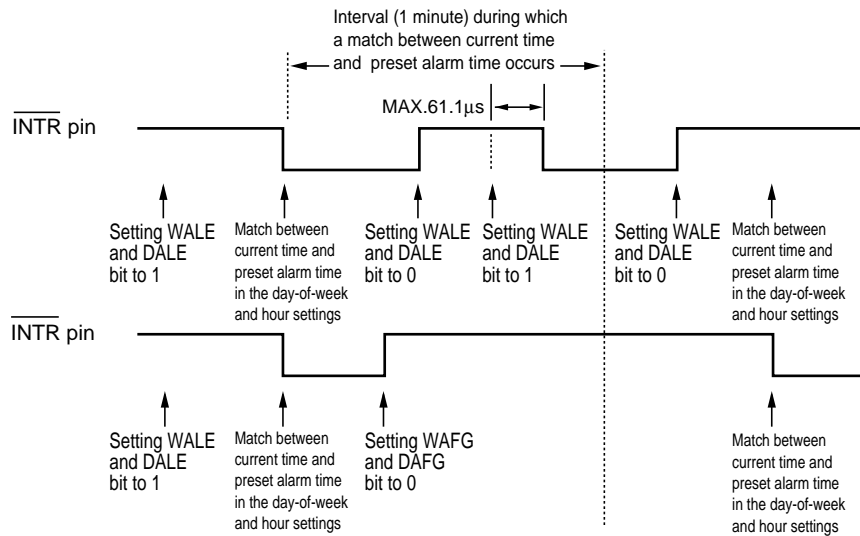 Interval (1 minute) during which
a match between current time
and preset alarm time occurs
MAX.61.1μs
INTR pin
Setting WALE
and DALE
bit to 1
Match between
current time and
preset alarm time
in the day-of-week
and hour settings
Setting WALE
and DALE
bit to 0
Setting WALE
and DALE
bit to 1
Setting WALE
and DALE
bit to 0
Match between
current time and
preset alarm time
in the day-of-week
and hour settings
INTR pin
Setting WALE
and DALE
bit to 1
Match between
current time and
preset alarm time
in the day-of-week
and hour settings
Setting WAFG
and DAFG
bit to 0
Match between
current time and
preset alarm time
in the day-of-week
and hour settings